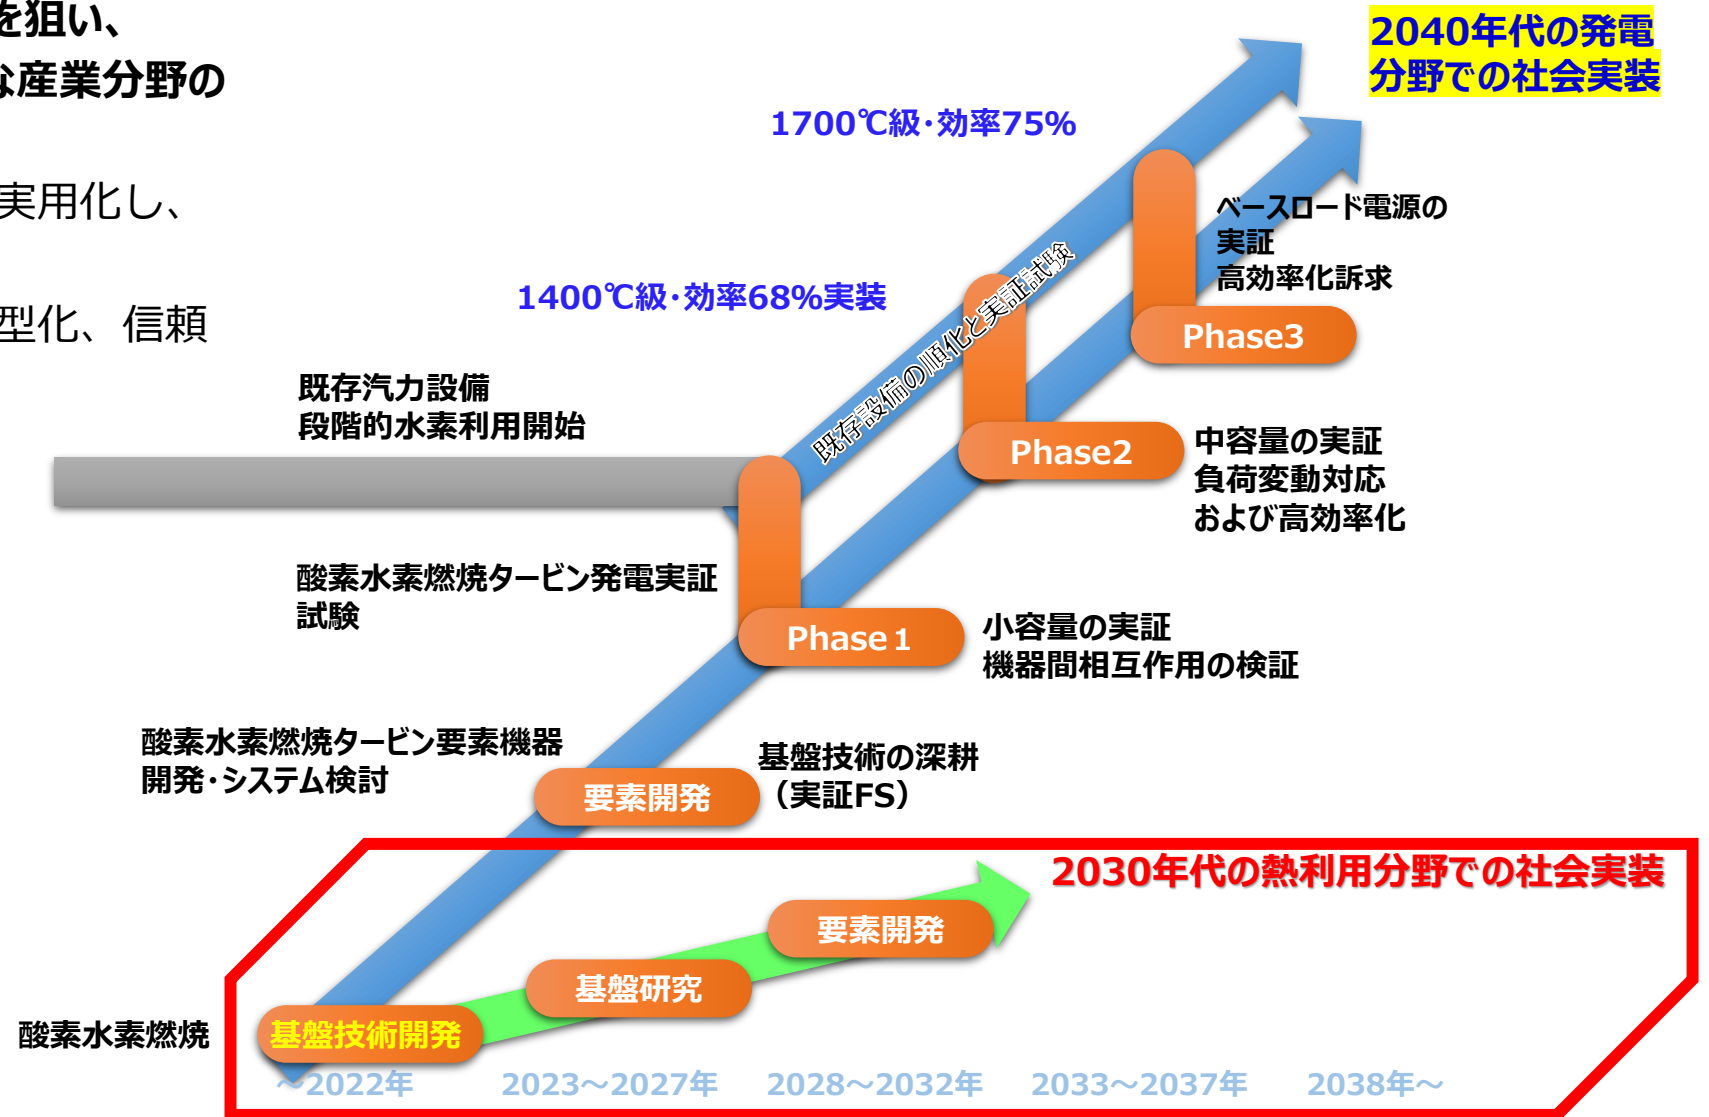 を狙い、
な産業分野の
実用化し、
型化、信頼
2040年代の発電
分野での社会実装
1700℃級・効率75%
1400℃級・効率68%実装
既存設備の順化と実証試験
ベースロード電源の
実証
高効率化訴求
Phase3
既存汽力設備
段階的水素利用開始
Phase2
中容量の実証
負荷変動対応
および高効率化
酸素水素燃焼タービン発電実証
試験
Phase１
小容量の実証
機器間相互作用の検証
酸素水素燃焼タービン要素機器
開発・システム検討
要素開発
基盤技術の深耕
（実証FS）
2030年代の熱利用分野での社会実装
要素開発
基盤研究
酸素水素燃焼
基盤技術開発
～2022年
2023～2027年
2028～2032年
2033～2037年
2038年～